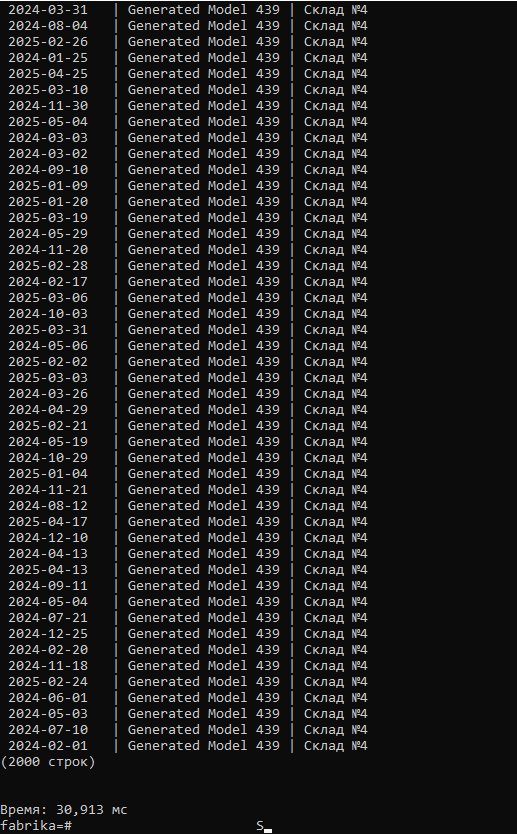 2024-03-31 | Generated Model 439 | Склад №4
2024-08-04 | Generated Model 439 | Склад №4
2025-02-26 | Generated Model 439 | Склад №4
2024-01-25 | Generated Model 439 | Склад №4
2024-04-25 | Generated Model 439 | Склад №4
2025-03-10 | Generated Model 439 | Склад №4
2024-11-30 | Generated Model 439 | Склад №4
2025-05-04 | Generated Model 439 | Склад №4
2024-03-03 | Generated Model 439 | Склад №4
2024-03-02 | Generated Model 439 | Склад №4
2024-09-10 | Generated Model 439 | Склад №4
2025-01-09 | Generated Model 439 | Склад №4
2025-01-20 | Generated Model 439 | Склад №4
2025-03-19 | Generated Model 439 | Склад №4
2024-05-29 | Generated Model 439 | Склад №4
2024-11-20 | Generated Model 439 | Склад №4
2025-02-28 | Generated Model 439 | Склад №4
2024-02-17 | Generated Model 439 | Склад №4
2025-03-06 | Generated Model 439 | Склад №4
2024-10-03 | Generated Model 439 | Склад №4
2025-03-31 | Generated Model 439 | Склад №4
2024-05-06 | Generated Model 439 | Склад №4
2025-02-02 | Generated Model 439 | Склад №4
2025-03-03 | Generated Model 439 | Склад №4
2024-03-26 | Generated Model 439 | Склад №4
2024-04-29 | Generated Model 439 | Склад №4
2025-02-21 | Generated Model 439 | Склад №4
2024-05-19 | Generated Model 439 | Склад №4
2024-10-29 | Generated Model 439 | Склад №4
2025-01-04 | Generated Model 439 | Склад №4
2024-11-21 | Generated Model 439 | Склад №4
2024-08-12 | Generated Model 439 | Склад №4
2025-04-17 | Generated Model 439 | Склад №4
2024-12-10 | Generated Model 439 | Склад №4
2024-04-13 | Generated Model 439 | Склад №4
2025-04-13 | Generated Model 439 | Склад №4
2024-09-11 | Generated Model 439 | Склад №4
2024-05-04 | Generated Model 439 | Склад №4
2024-07-21 | Generated Model 439 | Склад №4
2024-12-25 | Generated Model 439 | Склад №4
2024-02-20 | Generated Model 439 | Склад №4
2024-11-18 | Generated Model 439 | Склад №4
2025-02-24 | Generated Model 439 | Склад №4
2024-06-01 | Generated Model 439 | Склад №4
2024-05-03 | Generated Model 439 | Склад №4
2024-07-10 | Generated Model 439 | Склад №4
2024-02-01 | Generated Model 439 | Склад №4
(2000 строк)
Время: 30,913 мс
fabrika=# S